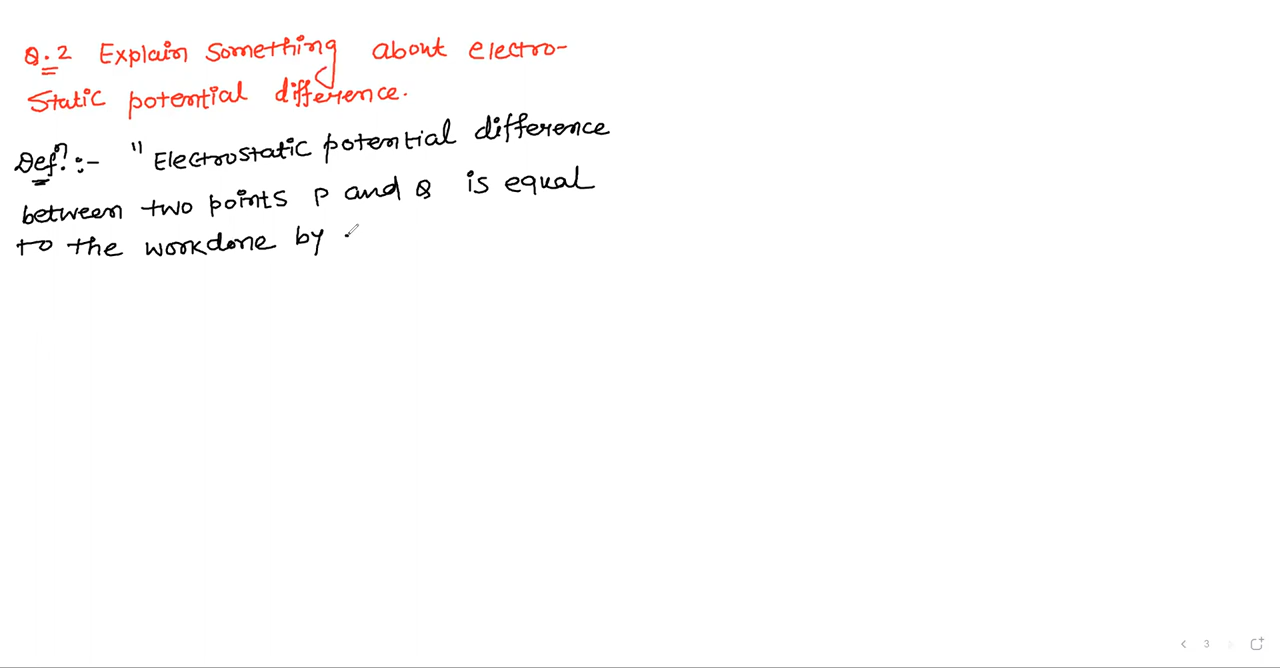 Q.2 Explain something about electro-
static potential difference.
Defn:- "Electrostatic potential difference
between two points P and Q is equal
to the workdone by
3